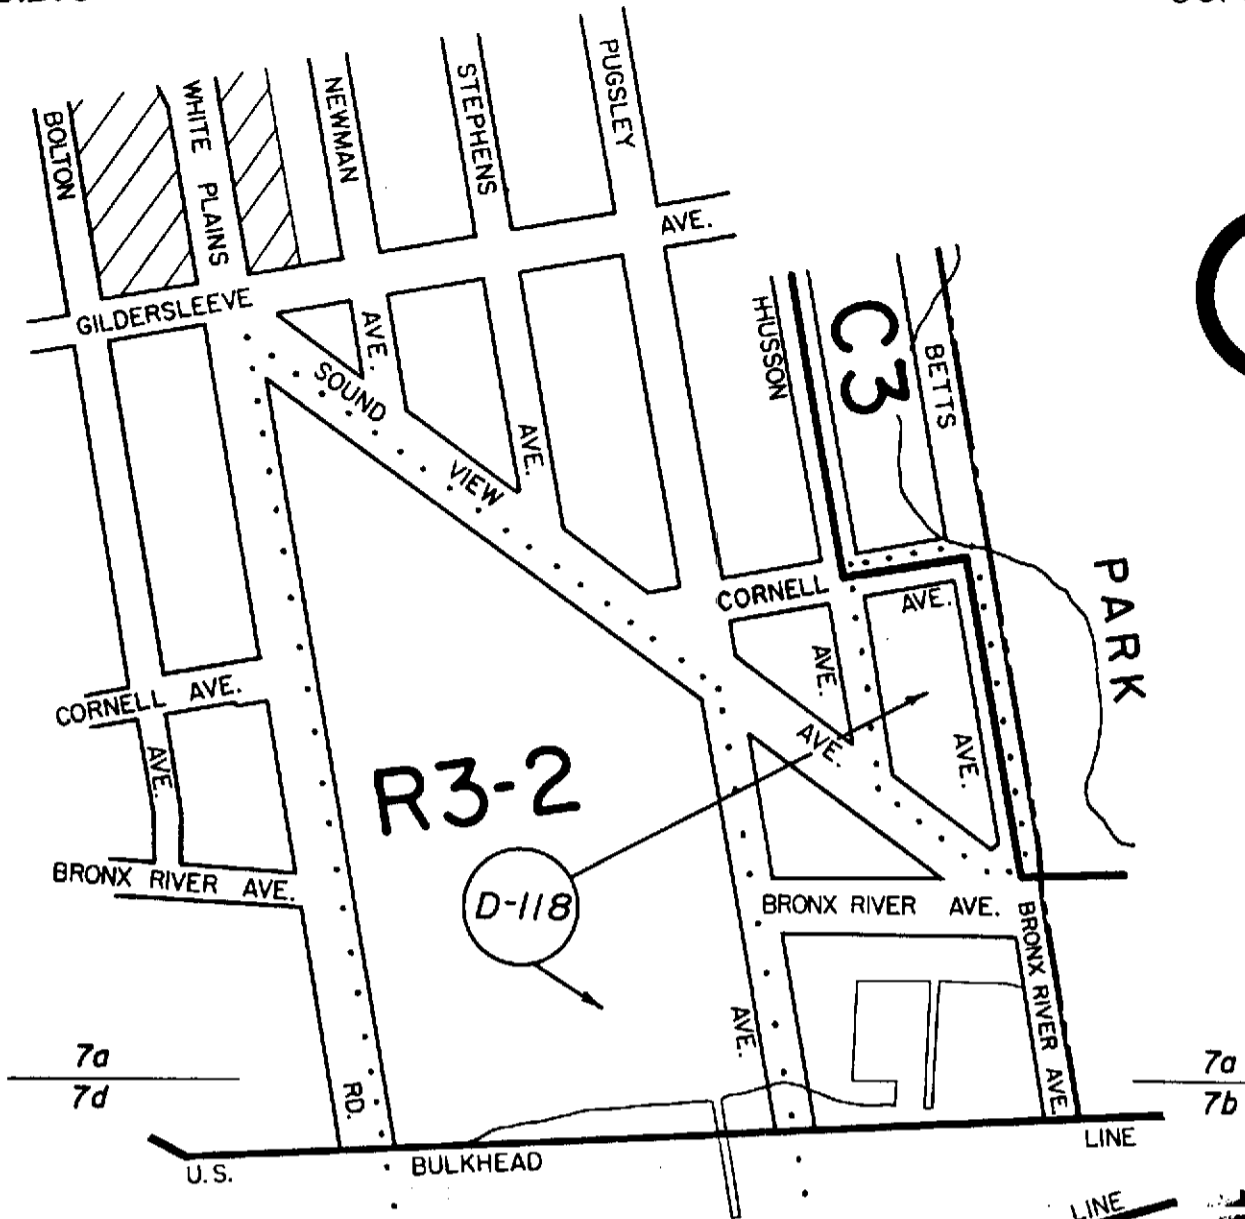 BOLTON
WHITE PLAINS
NEWMAN
STEPHENS
PUGSLEY
AVE.
GILDERSLEEVE
AVE.
SOUND
VIEW
AVE.
HHUSSON
C3
BETTS
PARK
CORNELL
AVE.
AVE.
CORNELL AVE.
AVE.
AVE.
AVE.
R3-2
BRONX RIVER AVE.
D-118
BRONX RIVER AVE.
BRONX RIVER AVE.
AVE.
RD.
7a
7d
7a
7b
U.S.
BULKHEAD
LINE
LINE